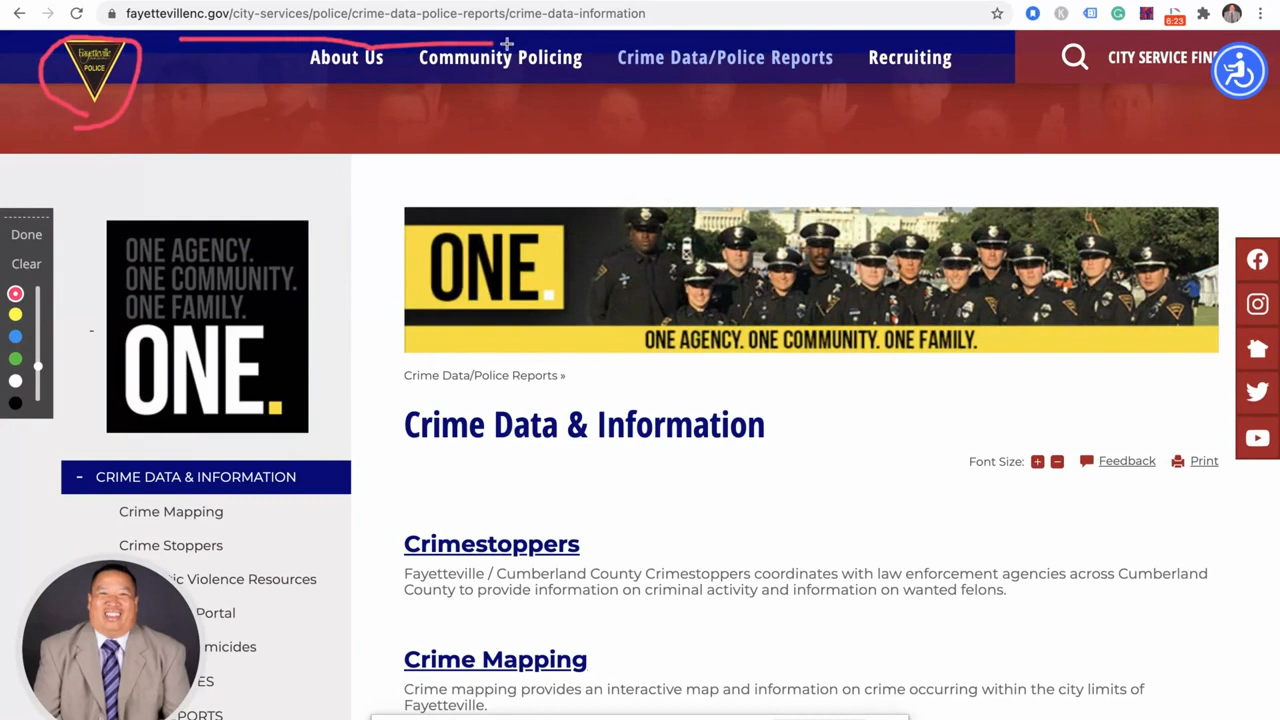 fayettevillenc.gov/city-services/police/crime-data-police-reports/crime-data-information
6:23
Fayetteville
POLICE
About Us
Community Policing
Crime Data/Police Reports
Recruiting
CITY SERVICE FIN
Done
Clear
ONE AGENCY.
ONE COMMUNITY.
ONE FAMILY.
ONE.
ONE.
ONE AGENCY. ONE COMMUNITY. ONE FAMILY.
Crime Data/Police Reports »
Crime Data & Information
Font Size: + −
Feedback
Print
- CRIME DATA & INFORMATION
Crime Mapping
Crime Stoppers
ic Violence Resources
Portal
micides
ES
PORTS
Crimestoppers
Fayetteville / Cumberland County Crimestoppers coordinates with law enforcement agencies across Cumberland
County to provide information on criminal activity and information on wanted felons.
Crime Mapping
Crime mapping provides an interactive map and information on crime occurring within the city limits of
Fayetteville.